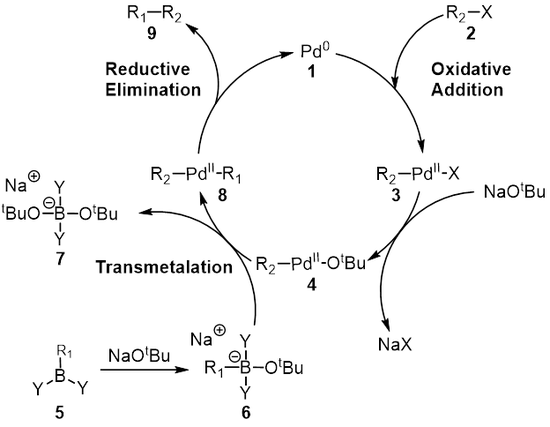 R₁–R₂
9
Pd⁰
1
R₂–X
2
Reductive
Elimination
Oxidative
Addition
R₂–Pdᴵᴵ-R₁
8
R₂–Pdᴵᴵ-X
3
NaOᵗBu
Na⊕
Y
ᵗBuO–B–OᵗBu
⊖
Y
7
Transmetalation
R₂–Pdᴵᴵ-OᵗBu
4
NaX
Na⊕
Y
R₁–B–OᵗBu
⊖
Y
6
NaOᵗBu
R₁
B
Y Y
5